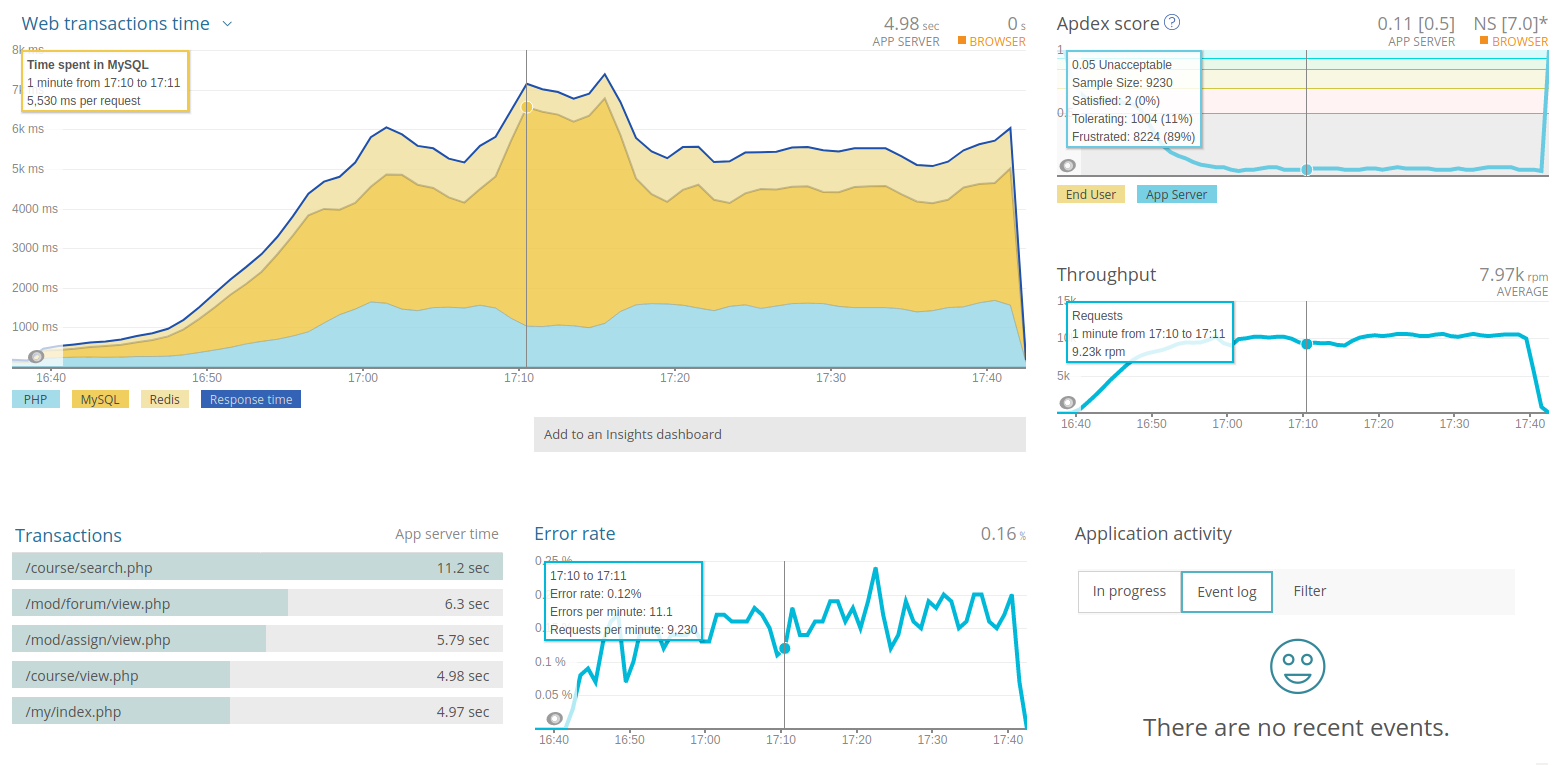 Web transactions time
4.98 sec
APP SERVER
0 s
BROWSER
8k ms
Time spent in MySQL
1 minute from 17:10 to 17:11
5,530 ms per request
6k ms
5k ms
4000 ms
3000 ms
2000 ms
1000 ms
16:40 16:50 17:00 17:10 17:20 17:30 17:40
PHP MySQL Redis Response time
Add to an Insights dashboard
Apdex score ?
0.11 [0.5]
APP SERVER
NS [7.0]*
BROWSER
1
0.05 Unacceptable
Sample Size: 9230
Satisfied: 2 (0%)
Tolerating: 1004 (11%)
Frustrated: 8224 (89%)
End User App Server
Throughput
7.97k rpm
AVERAGE
15k
Requests
1 minute from 17:10 to 17:11
9.23k rpm
5k
16:40 16:50 17:00 17:10 17:20 17:30 17:40
Transactions App server time
/course/search.php 11.2 sec
/mod/forum/view.php 6.3 sec
/mod/assign/view.php 5.79 sec
/course/view.php 4.98 sec
/my/index.php 4.97 sec
Error rate 0.16 %
0.25 %
17:10 to 17:11
Error rate: 0.12%
Errors per minute: 11.1
Requests per minute: 9,230
0.1 %
0.05 %
16:40 16:50 17:00 17:10 17:20 17:30 17:40
Application activity
In progress Event log Filter
There are no recent events.